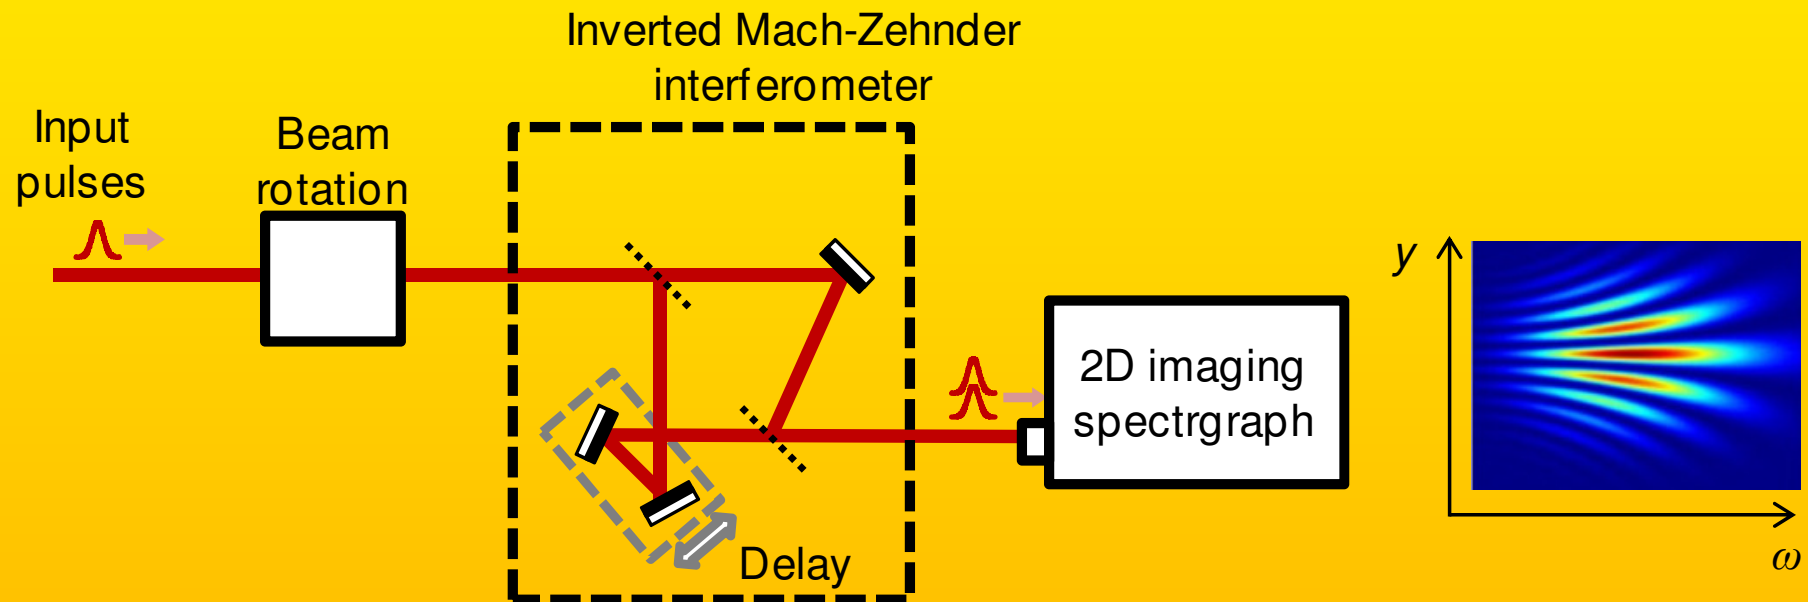 Inverted Mach-Zehnder
interferometer
Input
pulses
Beam
rotation
2D imaging
spectrgraph
Delay
y
ω